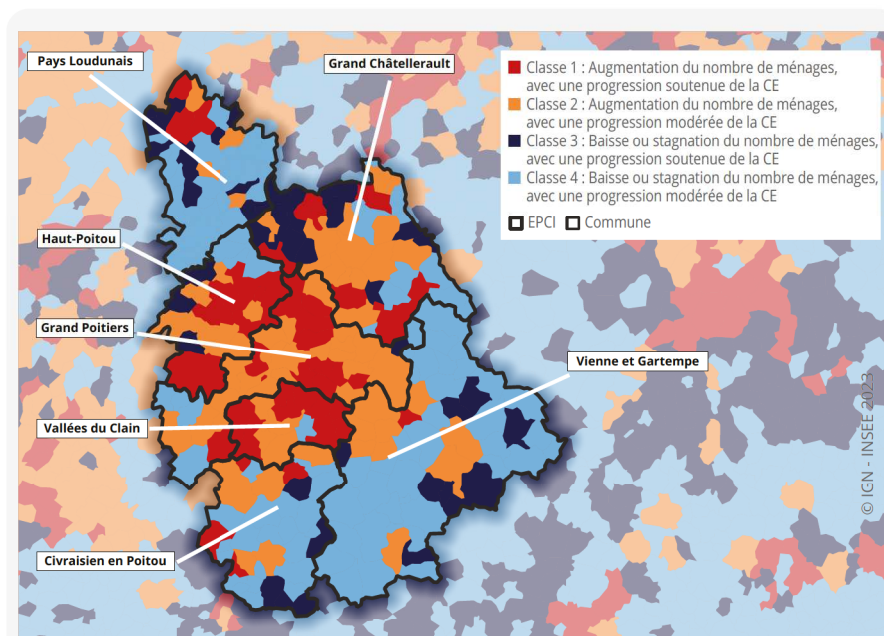 Pays Loudunais
Grand Châtellerault
Classe 1 : Augmentation du nombre de ménages,
avec une progression soutenue de la CE
Classe 2 : Augmentation du nombre de ménages,
avec une progression modérée de la CE
Classe 3 : Baisse ou stagnation du nombre de ménages,
avec une progression soutenue de la CE
Classe 4 : Baisse ou stagnation du nombre de ménages,
avec une progression modérée de la CE
EPCI Commune
Haut-Poitou
Grand Poitiers
Vienne et Gartempe
Vallées du Clain
Civraisien en Poitou
© IGN - INSEE 2023